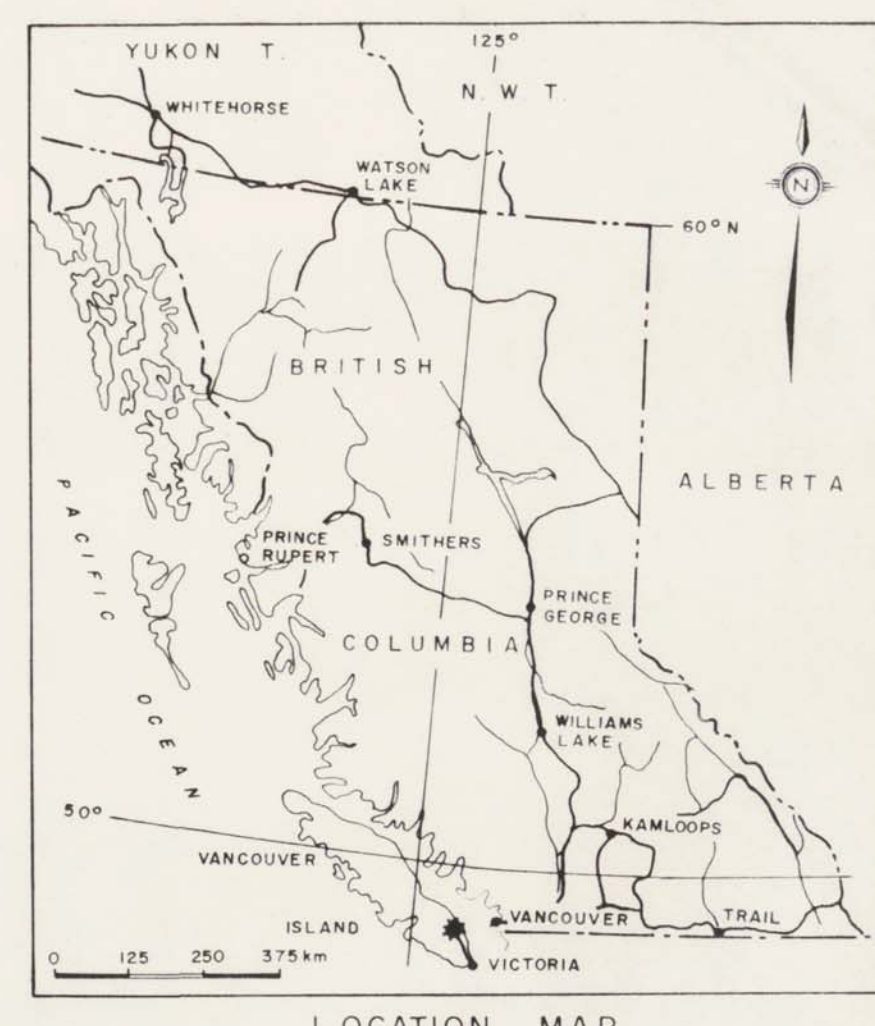 YUKON T.
125°
N.W.T.
WHITEHORSE
WATSON
LAKE
N
60° N
BRITISH
ALBERTA
PACIFIC
OCEAN
PRINCE
RUPERT
SMITHERS
PRINCE
GEORGE
COLUMBIA
WILLIAMS
LAKE
50°
KAMLOOPS
VANCOUVER
ISLAND
VANCOUVER
TRAIL
VICTORIA
0 125 250 375 km
LOCATION MAP